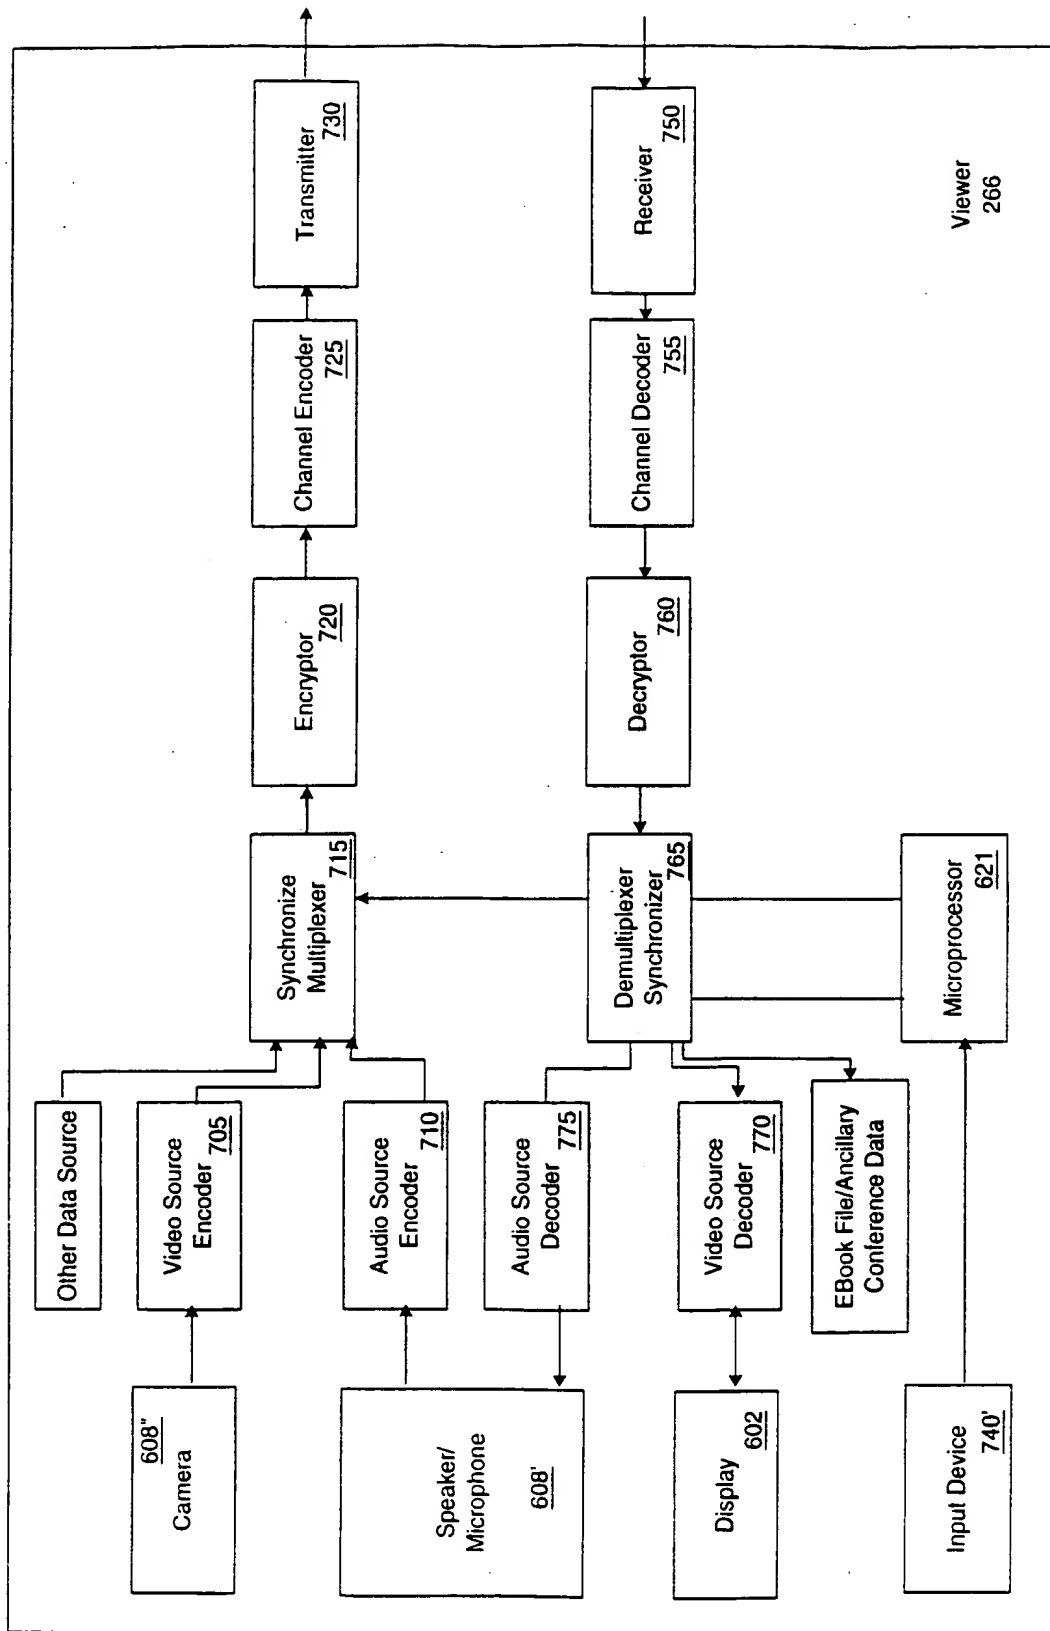 Camera
608"
Speaker/
Microphone
608'
Display
602
Input Device
740'
Other Data Source
Video Source
Encoder
705
Audio Source
Encoder
710
Audio Source
Decoder
775
Video Source
Decoder
770
EBook File/Ancillary
Conference Data
Synchronize
Multiplexer
715
Demultiplexer
Synchronizer
765
Microprocessor
621
Encryptor
720
Decryptor
760
Channel Encoder
725
Channel Decoder
755
Transmitter
730
Receiver
750
Viewer
266